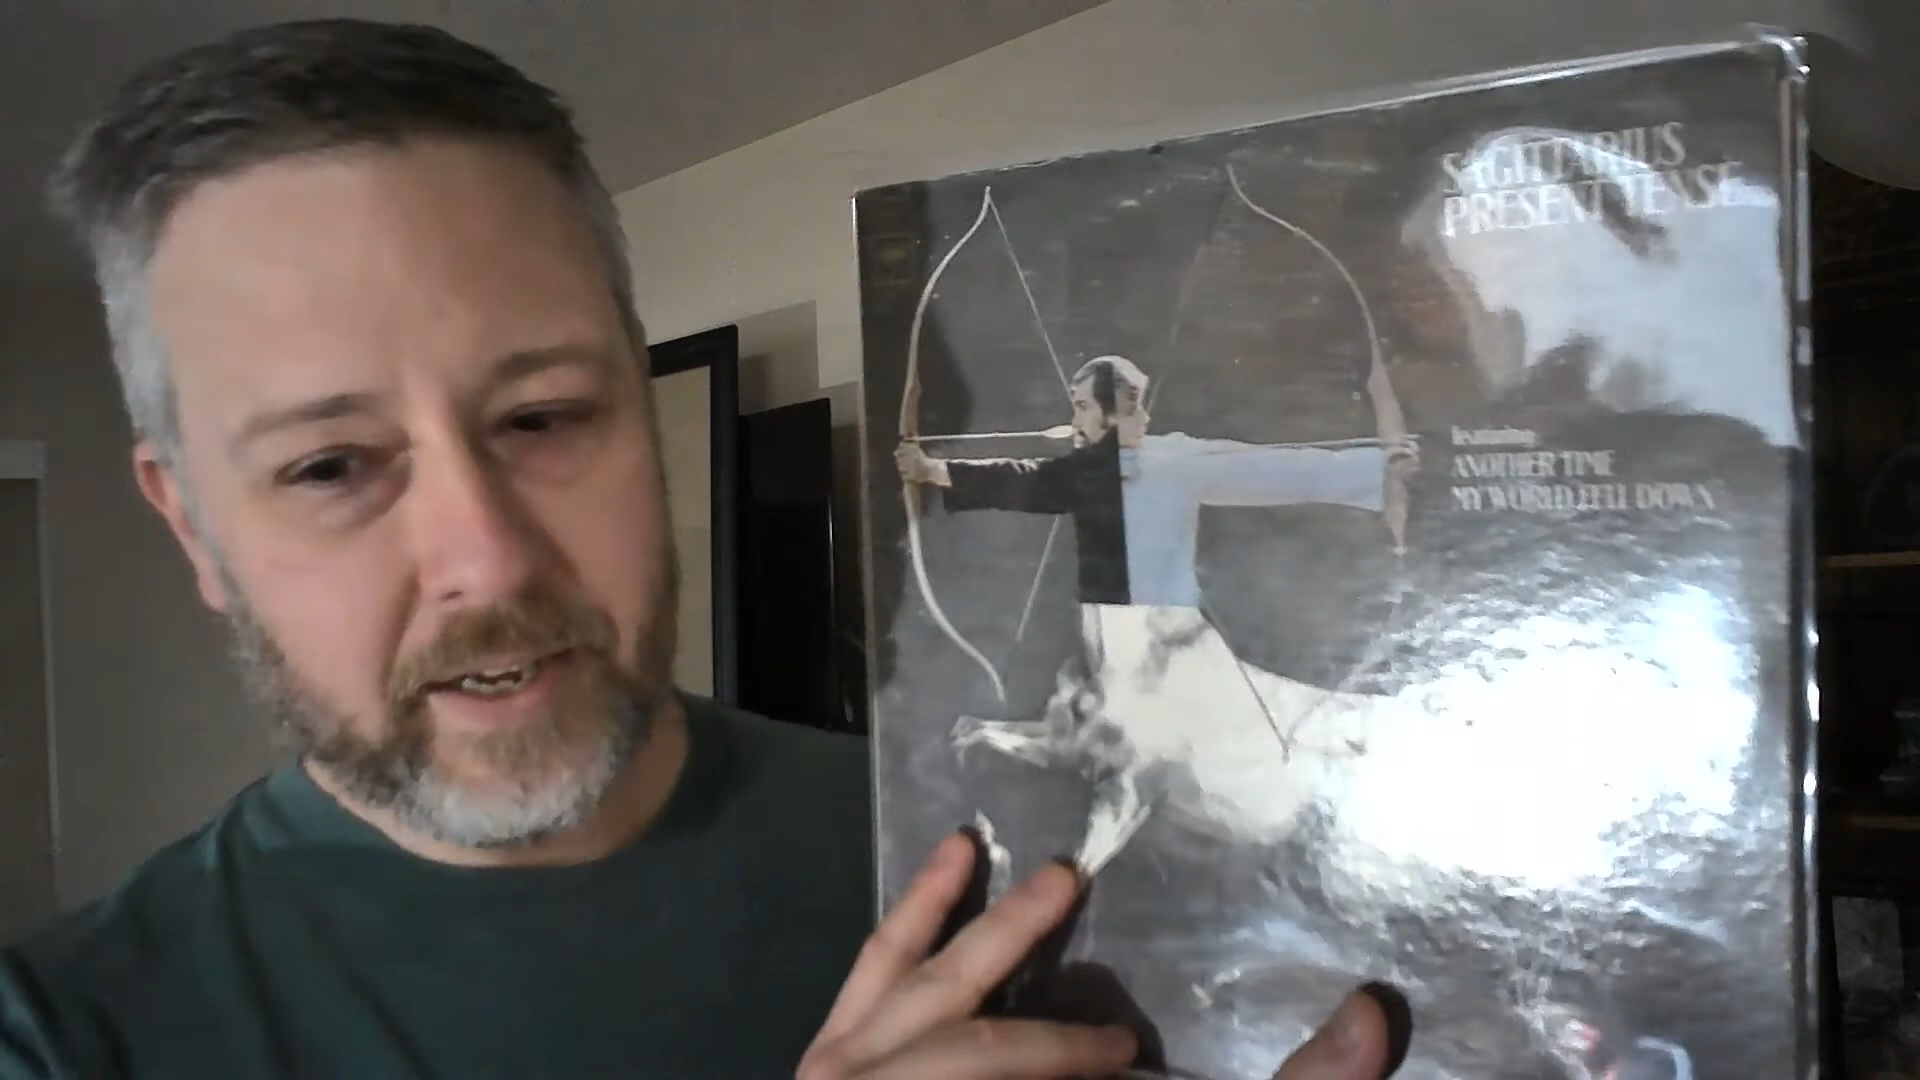 SAGITTARIUS
PRESENT TENSE
featuring
ANOTHER TIME
MY WORLD FELL DOWN